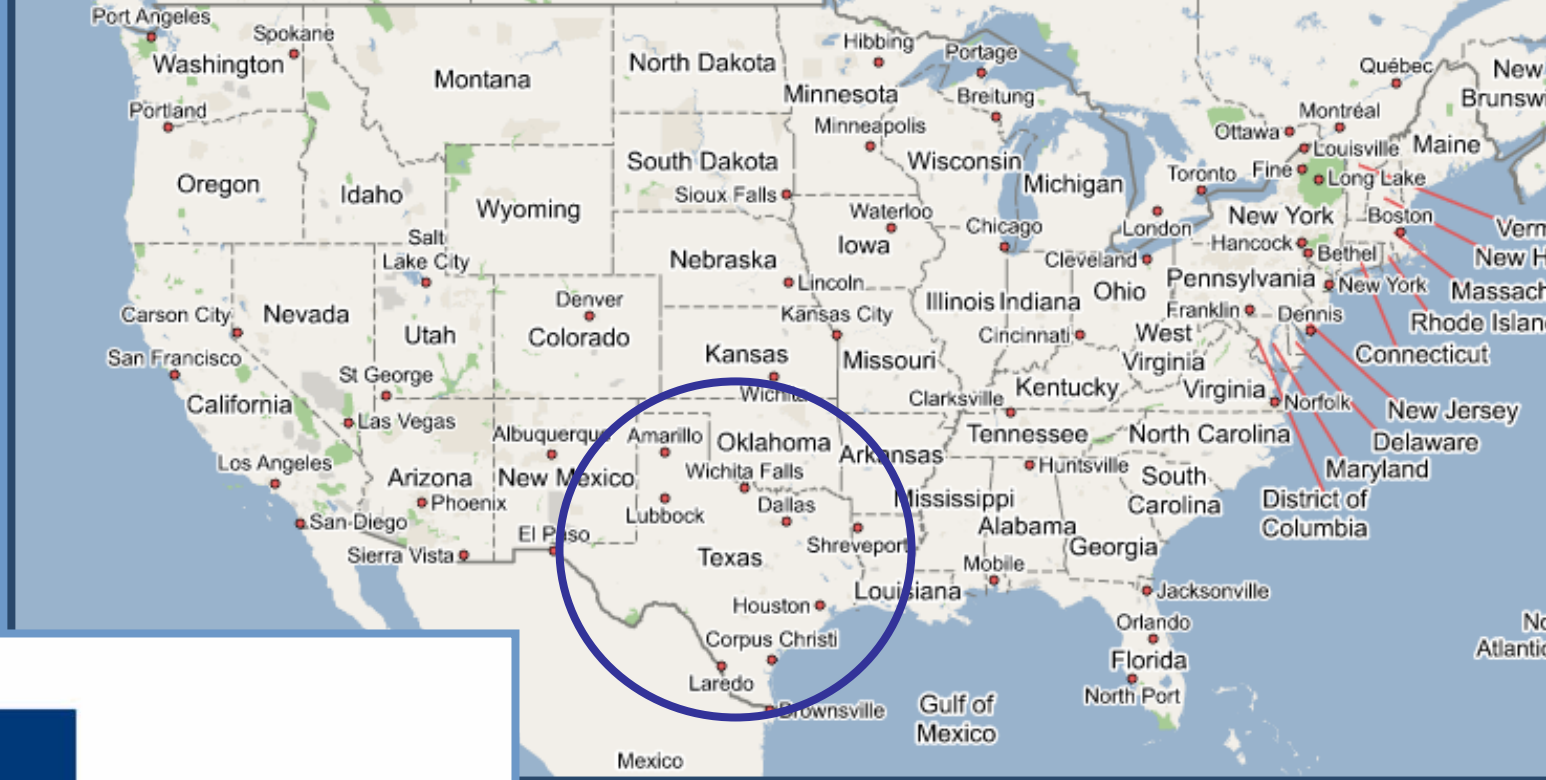 Port Angeles
Spokane
Washington
Montana
North Dakota
Hibbing
Portage
Minnesota
Breitung
Québec
New
Brunswi
Portland
Minneapolis
Montréal
Ottawa
Louisville
Maine
Oregon
Idaho
South Dakota
Sioux Falls
Wisconsin
Michigan
Toronto
Fine
Long Lake
Wyoming
Waterloo
Iowa
Chicago
London
New York
Boston
Verm
Salt
Lake City
Nebraska
Lincoln
Cleveland
Hancock
Bethel
New H
Pennsylvania
New York
Massach
Carson City
Nevada
Utah
Denver
Colorado
Kansas City
Illinois
Indiana
Ohio
Franklin
Dennis
Rhode Islan
Cincinnati
West
Virginia
Connecticut
San Francisco
St George
Kansas
Missouri
Wichita
Kentucky
Virginia
California
Las Vegas
Clarksville
Norfolk
New Jersey
Albuquerque
Amarillo
Oklahoma
Arkansas
Tennessee
North Carolina
Delaware
Los Angeles
Arizona
New Mexico
Wichita Falls
Huntsville
South
Carolina
Maryland
Phoenix
Lubbock
Dallas
Mississippi
District of
Columbia
San Diego
El Paso
Shreveport
Alabama
Georgia
Sierra Vista
Texas
Mobile
Louisiana
Jacksonville
Houston
Orlando
Corpus Christi
Florida
No
Atlantic
Laredo
North Port
Brownsville
Gulf of
Mexico
Mexico